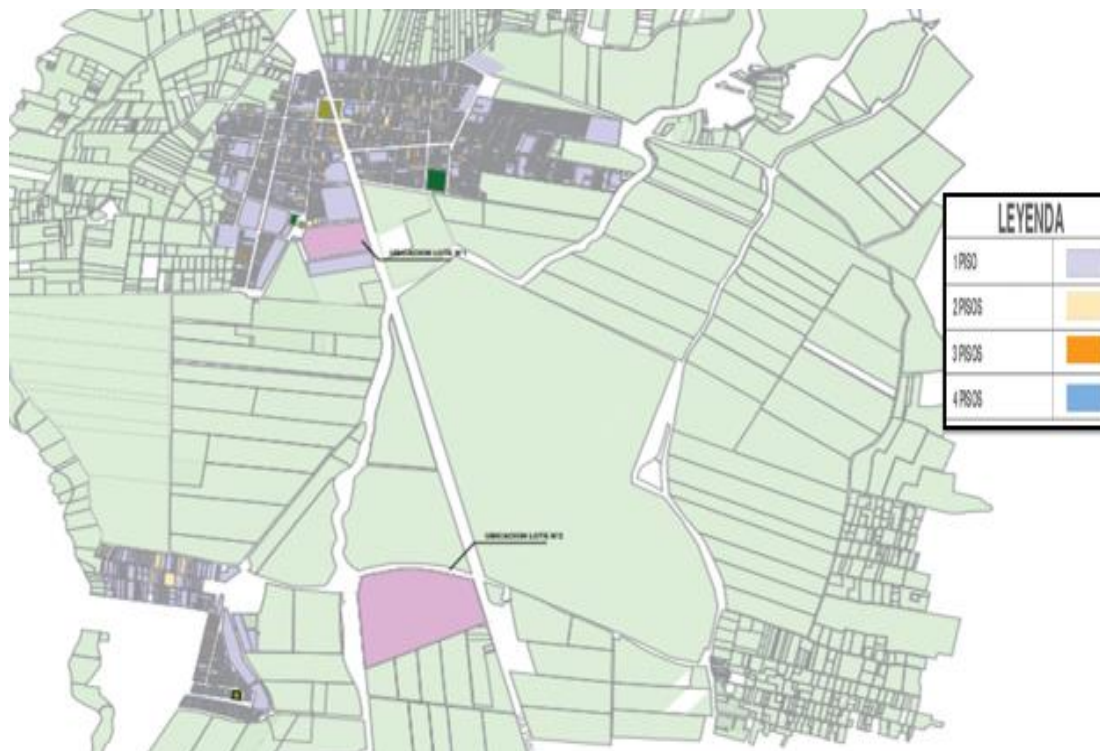 UBICACION LOTE N°1
LEYENDA
1 PISO
2 PISOS
3 PISOS
4 PISOS
UBICACION LOTE N°2